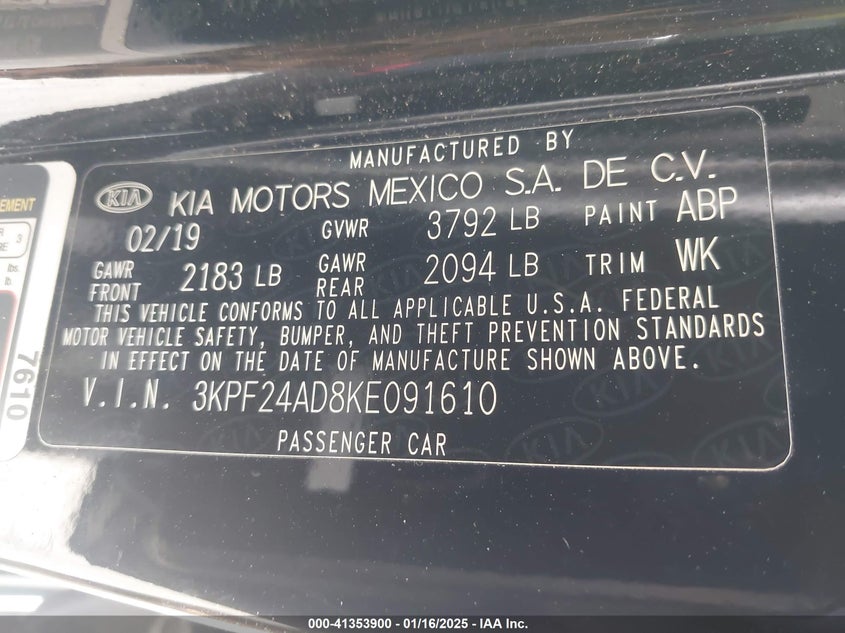 MANUFACTURED BY
KIA KIA MOTORS MEXICO S.A. DE C.V.
02/19 GVWR 3792 LB PAINT ABP
GAWR FRONT 2183 LB GAWR REAR 2094 LB TRIM WK
THIS VEHICLE CONFORMS TO ALL APPLICABLE U.S.A. FEDERAL
MOTOR VEHICLE SAFETY, BUMPER, AND THEFT PREVENTION STANDARDS
IN EFFECT ON THE DATE OF MANUFACTURE SHOWN ABOVE.
V.I.N. 3KPF24AD8KE091610
PASSENGER CAR
3
lbs.
7610
000-41353900 - 01/16/2025 - IAA Inc.